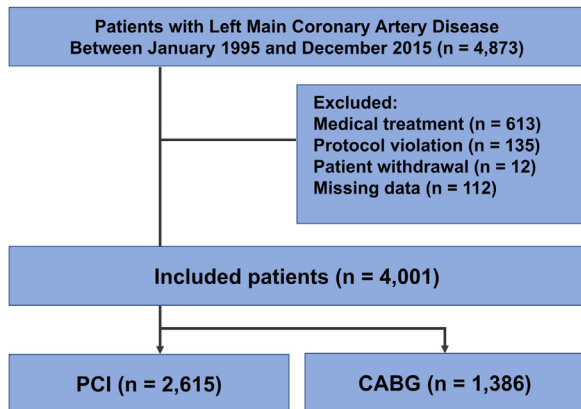 Patients with Left Main Coronary Artery Disease
Between January 1995 and December 2015 (n = 4,873)
Excluded:
Medical treatment (n = 613)
Protocol violation (n = 135)
Patient withdrawal (n = 12)
Missing data (n = 112)
Included patients (n = 4,001)
PCI (n = 2,615)
CABG (n = 1,386)